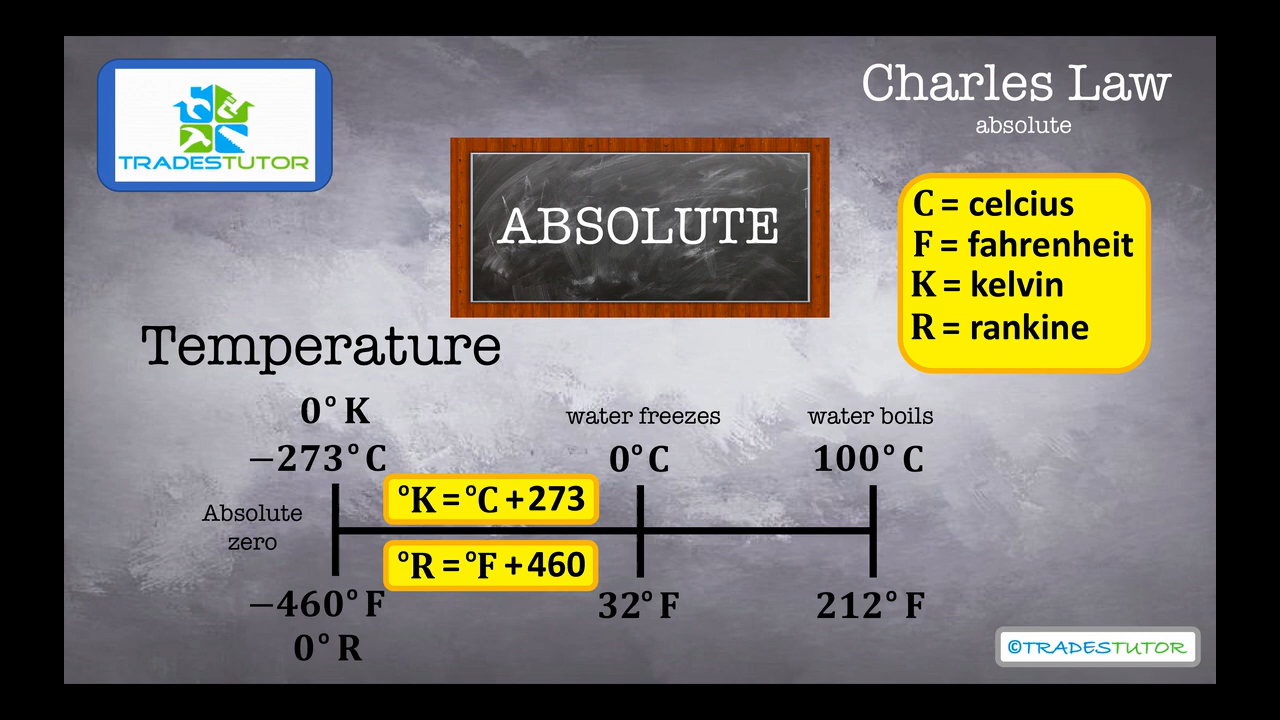 TRADESTUTOR
Charles Law
absolute
ABSOLUTE
C = celcius
F = fahrenheit
K = kelvin
R = rankine
Temperature
0° K
−273° C
water freezes
0° C
water boils
100° C
°K = °C + 273
Absolute
zero
°R = °F + 460
−460° F
0° R
32° F
212° F
©TRADESTUTOR